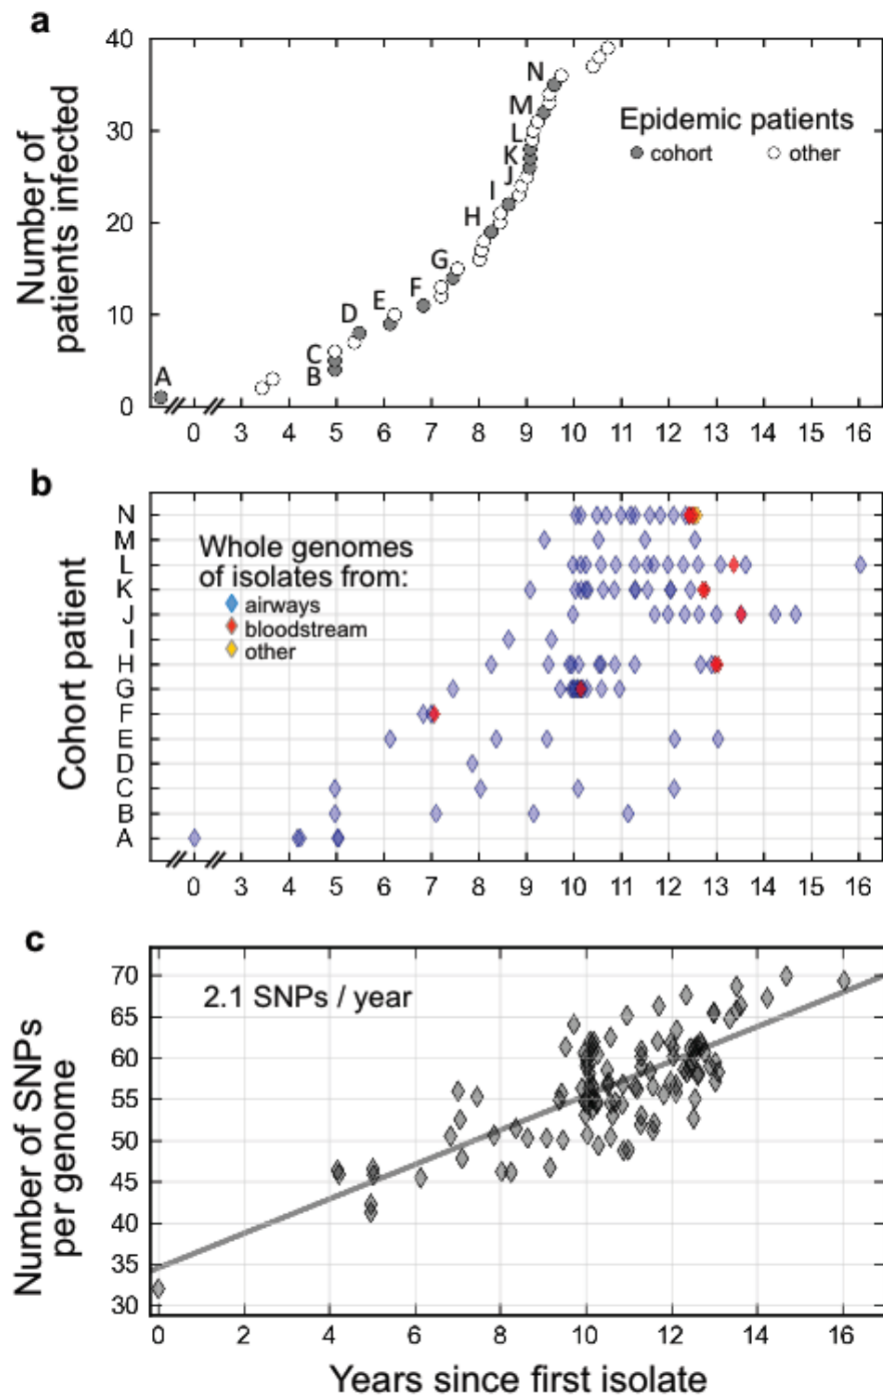 a
Number of
patients infected
40
30
20
10
0
A
B
C
D
E
F
G
H
I
J
K
L
M
N
Epidemic patients
cohort
other
0 3 4 5 6 7 8 9 10 11 12 13 14 15 16
b
Cohort patient
N
M
L
K
J
I
H
G
F
E
D
C
B
A
Whole genomes
of isolates from:
airways
bloodstream
other
0 3 4 5 6 7 8 9 10 11 12 13 14 15 16
c
Number of SNPs
per genome
2.1 SNPs / year
70
65
60
55
50
45
40
35
30
0 2 4 6 8 10 12 14 16
Years since first isolate